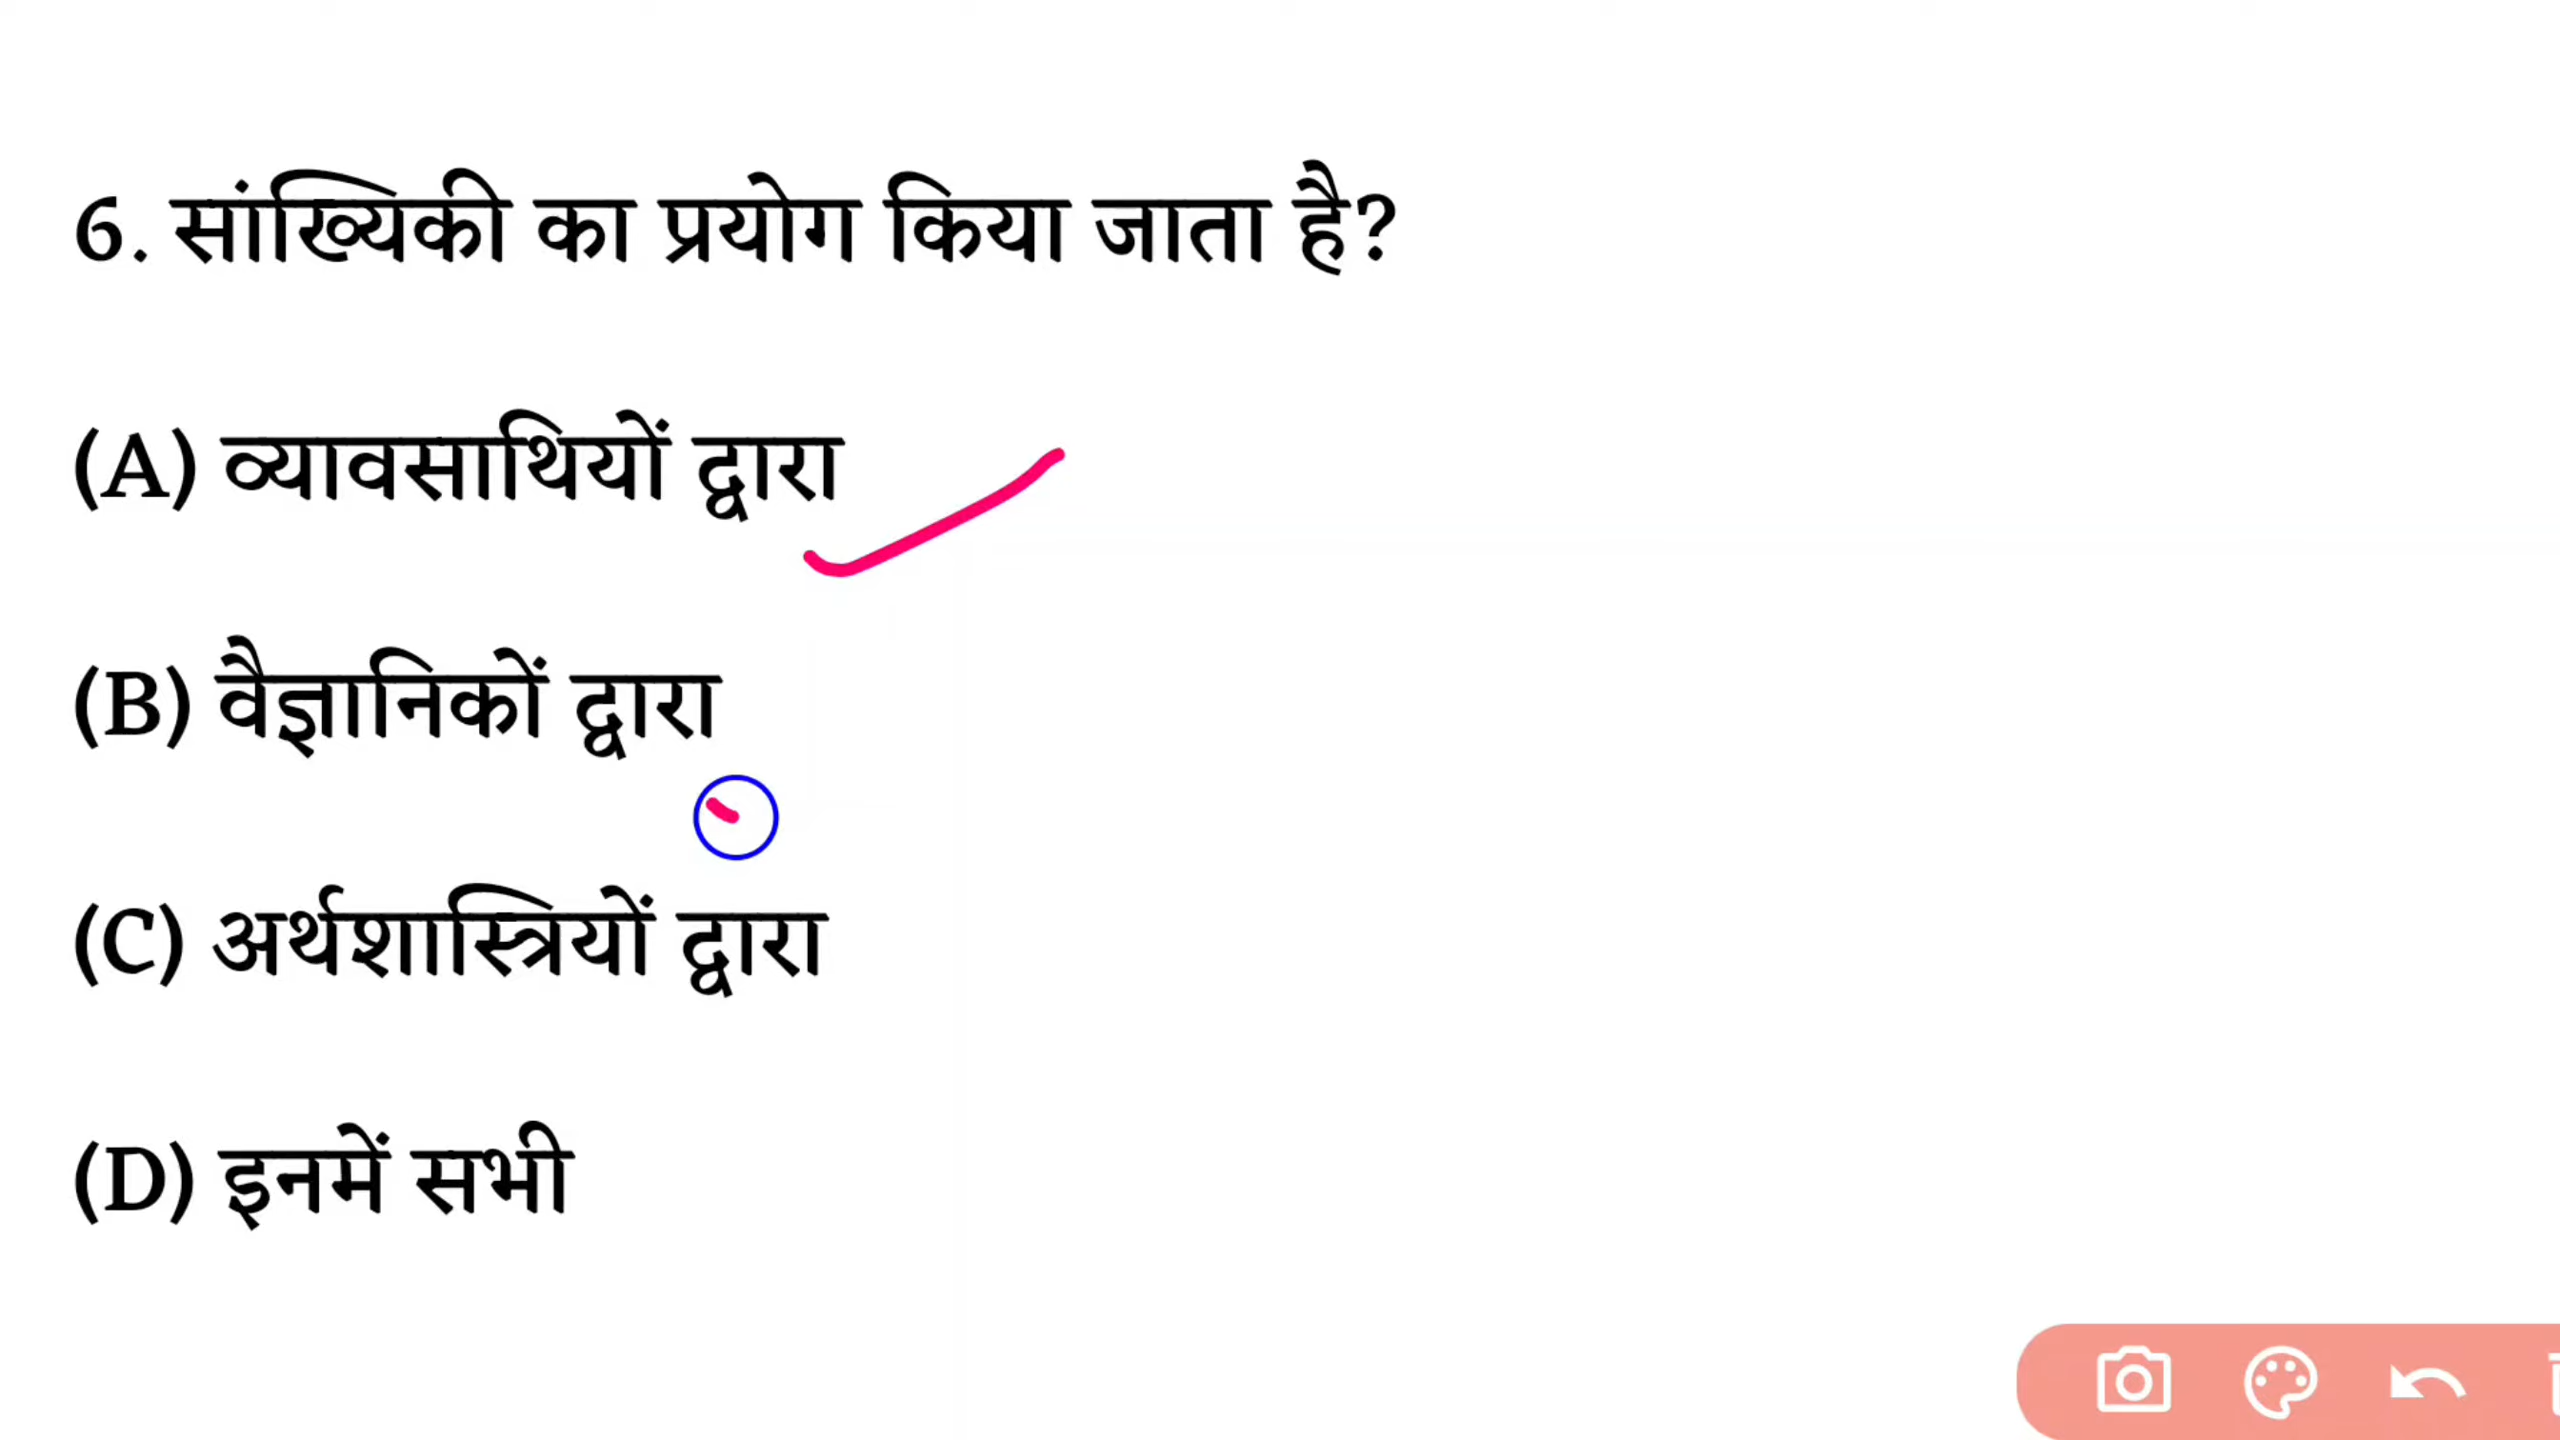 6. सांख्यिकी का प्रयोग किया जाता है?
(A) व्यावसाथियों द्वारा
(B) वैज्ञानिकों द्वारा
(C) अर्थशास्त्रियों द्वारा
(D) इनमें सभी